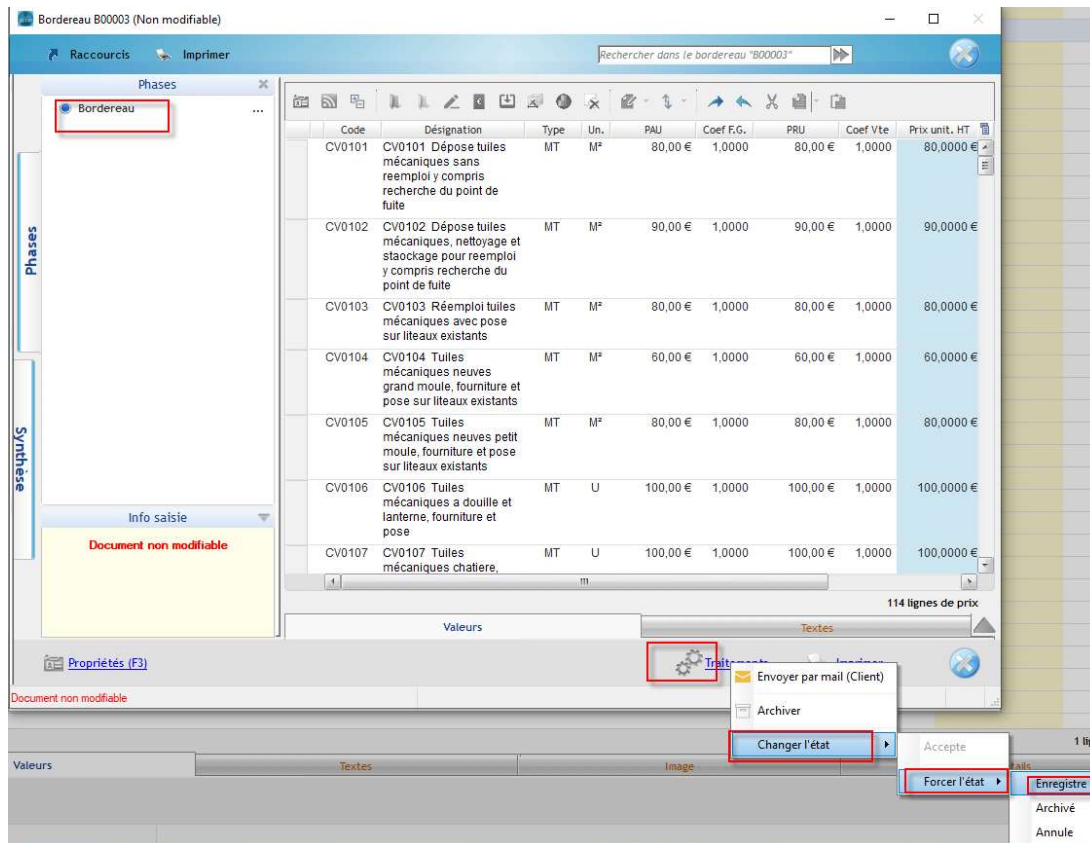 Bordereau B00003 (Non modifiable)
Raccourcis Imprimer Rechercher dans le bordereau "B00003"
Phases
Bordereau ...
Phases
Synthèse
Code Désignation Type Un. PAU Coef F.G. PRU Coef Vte Prix unit. HT
CV0101 CV0101 Dépose tuiles MT M² 80,00 € 1,0000 80,00 € 1,0000 80,0000 €
mécaniques sans
reemploi y compris
recherche du point de
fuite
CV0102 CV0102 Dépose tuiles MT M² 90,00 € 1,0000 90,00 € 1,0000 90,0000 €
mécaniques, nettoyage et
staockage pour reemploi
y compris recherche du
point de fuite
CV0103 CV0103 Réemploi tuiles MT M² 80,00 € 1,0000 80,00 € 1,0000 80,0000 €
mécaniques avec pose
sur liteaux existants
CV0104 CV0104 Tuiles MT M² 60,00 € 1,0000 60,00 € 1,0000 60,0000 €
mécaniques neuves
grand moule, fourniture et
pose sur liteaux existants
CV0105 CV0105 Tuiles MT M² 80,00 € 1,0000 80,00 € 1,0000 80,0000 €
mécaniques neuves petit
moule, fourniture et pose
sur liteaux existants
CV0106 CV0106 Tuiles MT U 100,00 € 1,0000 100,00 € 1,0000 100,0000 €
mécaniques a douille et
lanterne, fourniture et
pose
CV0107 CV0107 Tuiles MT U 100,00 € 1,0000 100,00 € 1,0000 100,0000 €
mécaniques chatiere,
Info saisie
Document non modifiable
114 lignes de prix
Valeurs Textes
Propriétés (F3) Traitements Imprimer
Document non modifiable
Envoyer par mail (Client)
Archiver
Changer l'état
Accepte
Forcer l'état
Enregistre
Archivé
Annule
1 li
Valeurs Textes Image tails